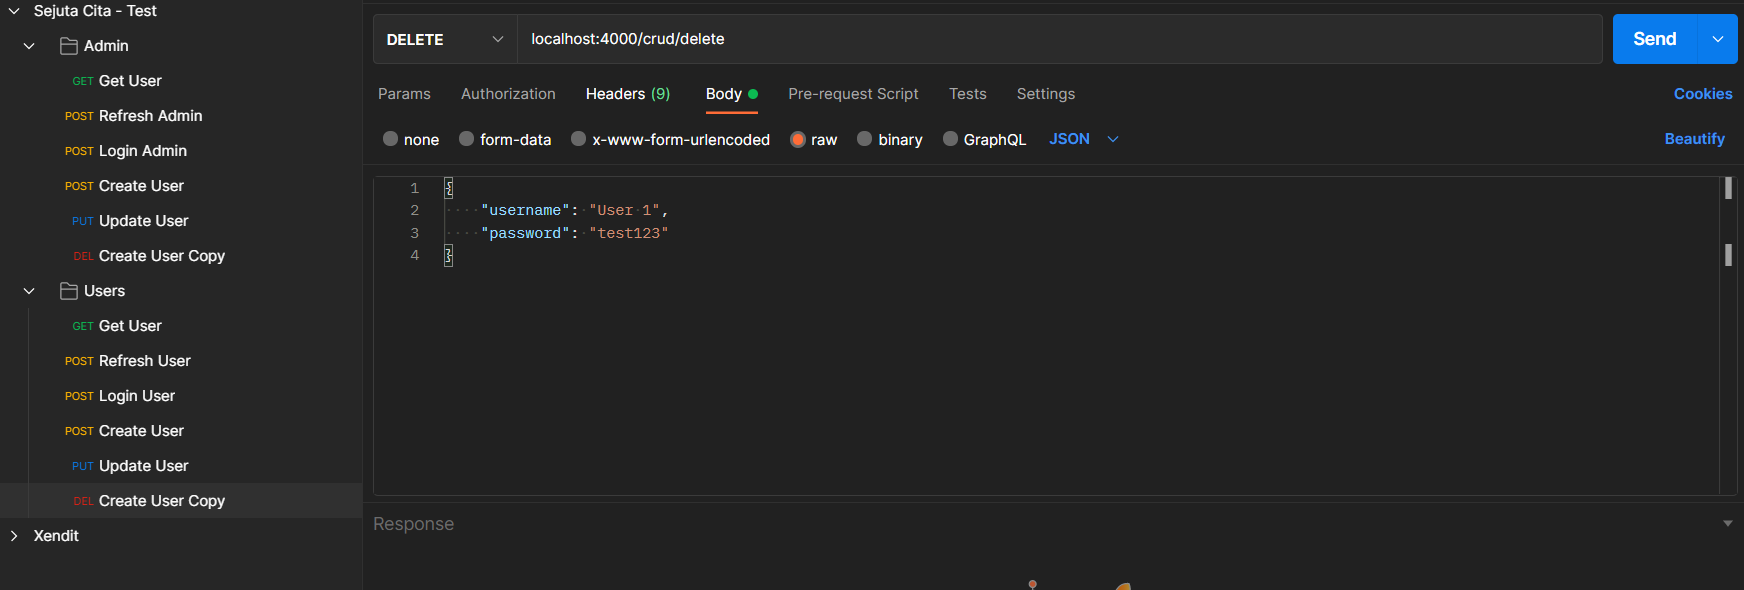 Sejuta Cita - Test
Admin
GET Get User
POST Refresh Admin
POST Login Admin
POST Create User
PUT Update User
DEL Create User Copy
Users
GET Get User
POST Refresh User
POST Login User
POST Create User
PUT Update User
DEL Create User Copy
Xendit
DELETE localhost:4000/crud/delete Send
Params Authorization Headers (9) Body Pre-request Script Tests Settings Cookies
none form-data x-www-form-urlencoded raw binary GraphQL JSON Beautify
1 {
2 "username": "User 1",
3 "password": "test123"
4 }
Response